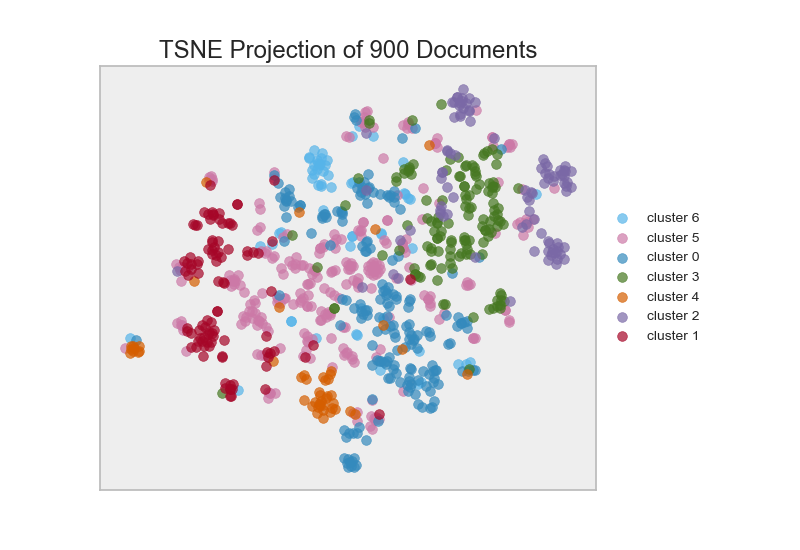 TSNE Projection of 900 Documents
cluster 6
cluster 5
cluster 0
cluster 3
cluster 4
cluster 2
cluster 1